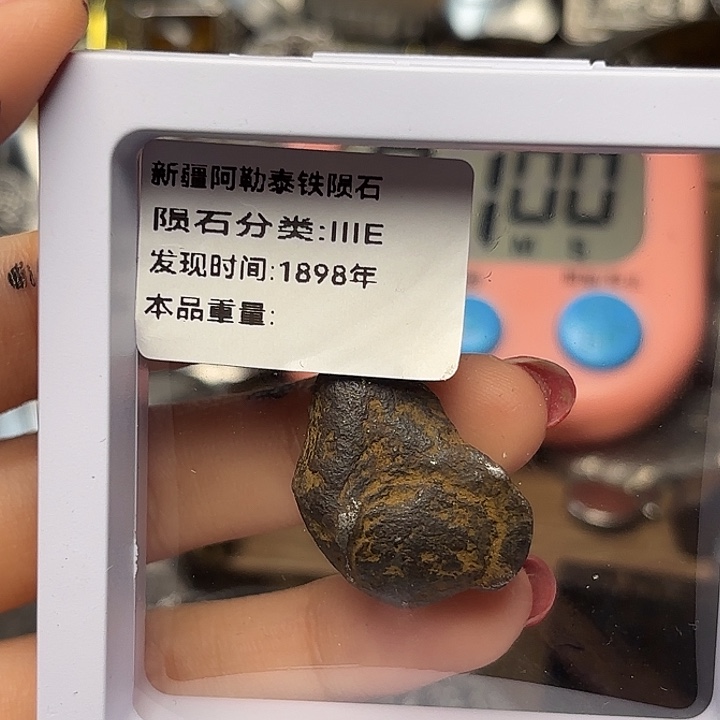 新疆阿勒泰铁陨石
陨石分类:IIIE
发现时间:1898年
本品重量:
:00
M S